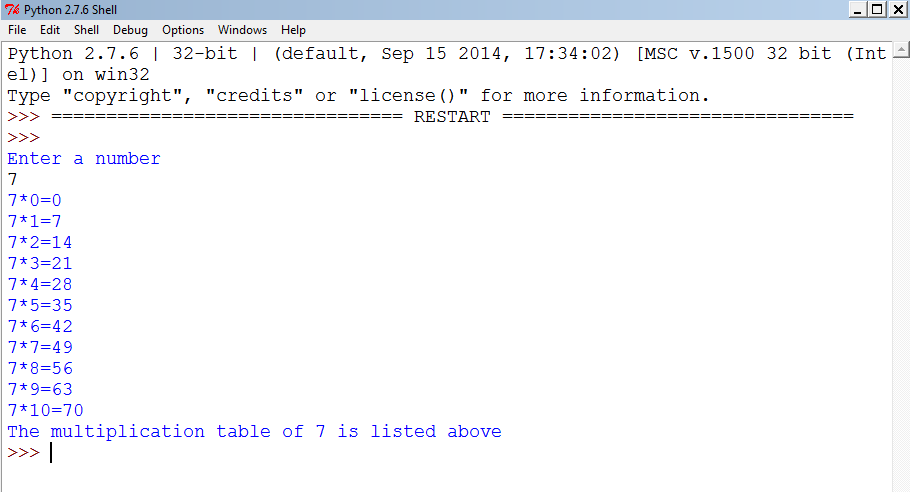 Python 2.7.6 Shell
File Edit Shell Debug Options Windows Help
Python 2.7.6 | 32-bit | (default, Sep 15 2014, 17:34:02) [MSC v.1500 32 bit (Int
el)] on win32
Type "copyright", "credits" or "license()" for more information.
>>> ================================ RESTART ================================
>>>
Enter a number
7
7*0=0
7*1=7
7*2=14
7*3=21
7*4=28
7*5=35
7*6=42
7*7=49
7*8=56
7*9=63
7*10=70
The multiplication table of 7 is listed above
>>>